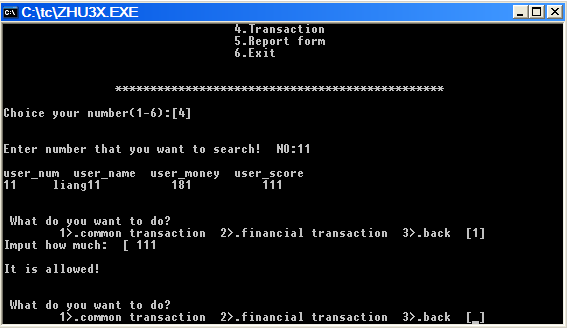 C:\tc\ZHU3X.EXE
4.Transaction
5.Report form
6.Exit
***********************************************
Choice your number(1-6):[4]
Enter number that you want to search!  NO:11
user_num  user_name  user_money  user_score
11     liang11          181          111
What do you want to do?
1>.common transaction  2>.financial transaction  3>.back  [1]
Imput how much:  [ 111
It is allowed!
What do you want to do?
1>.common transaction  2>.financial transaction  3>.back  [_]